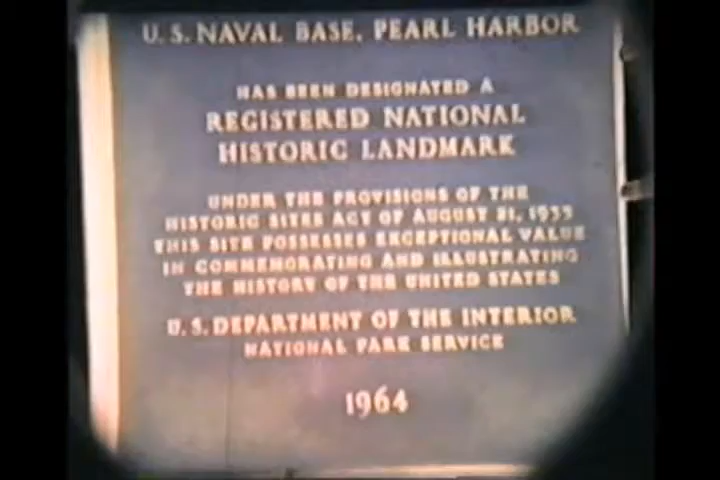 U. S. NAVAL BASE, PEARL HARBOR
HAS BEEN DESIGNATED A
REGISTERED NATIONAL
HISTORIC LANDMARK
UNDER THE PROVISIONS OF THE
HISTORIC SITES ACT OF AUGUST 21, 1935
THIS SITE POSSESSES EXCEPTIONAL VALUE
IN COMMEMORATING AND ILLUSTRATING
THE HISTORY OF THE UNITED STATES
U. S. DEPARTMENT OF THE INTERIOR
NATIONAL PARK SERVICE
1964